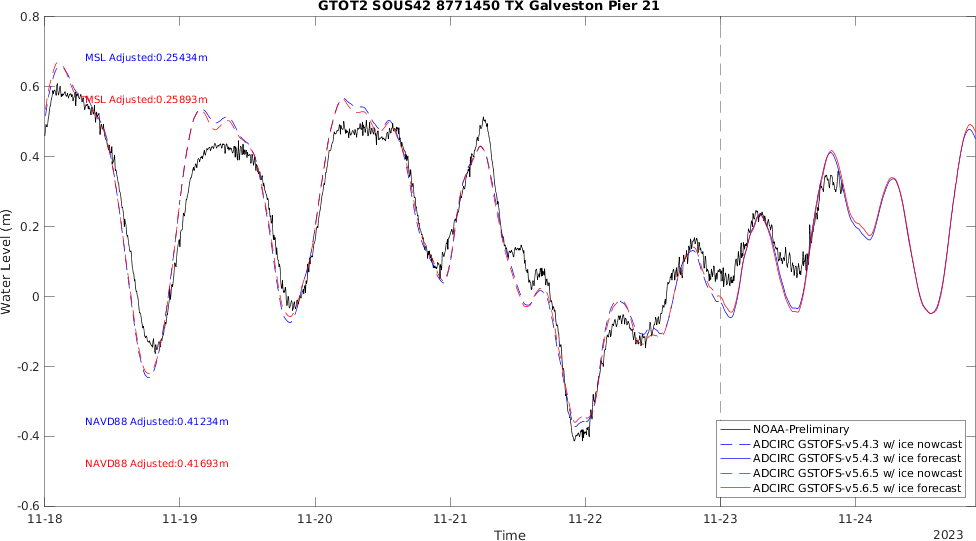 GTOT2 SOUS42 8771450 TX Galveston Pier 21
0.8
0.6
0.4
0.2
0
-0.2
-0.4
-0.6
Water Level (m)
MSL Adjusted:0.25434m
MSL Adjusted:0.25893m
NAVD88 Adjusted:0.41234m
NAVD88 Adjusted:0.41693m
NOAA-Preliminary
ADCIRC GSTOFS-v5.4.3 w/ ice nowcast
ADCIRC GSTOFS-v5.4.3 w/ ice forecast
ADCIRC GSTOFS-v5.6.5 w/ ice nowcast
ADCIRC GSTOFS-v5.6.5 w/ ice forecast
11-18 11-19 11-20 11-21 11-22 11-23 11-24
Time
2023